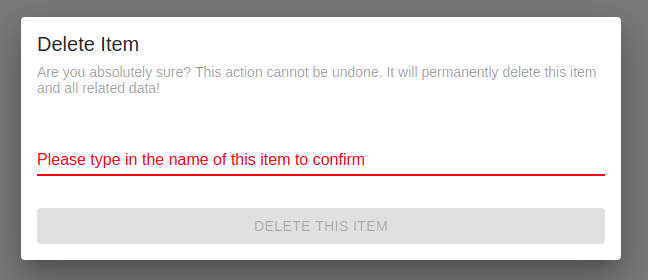 Delete Item
Are you absolutely sure? This action cannot be undone. It will permanently delete this item
and all related data!
Please type in the name of this item to confirm
DELETE THIS ITEM